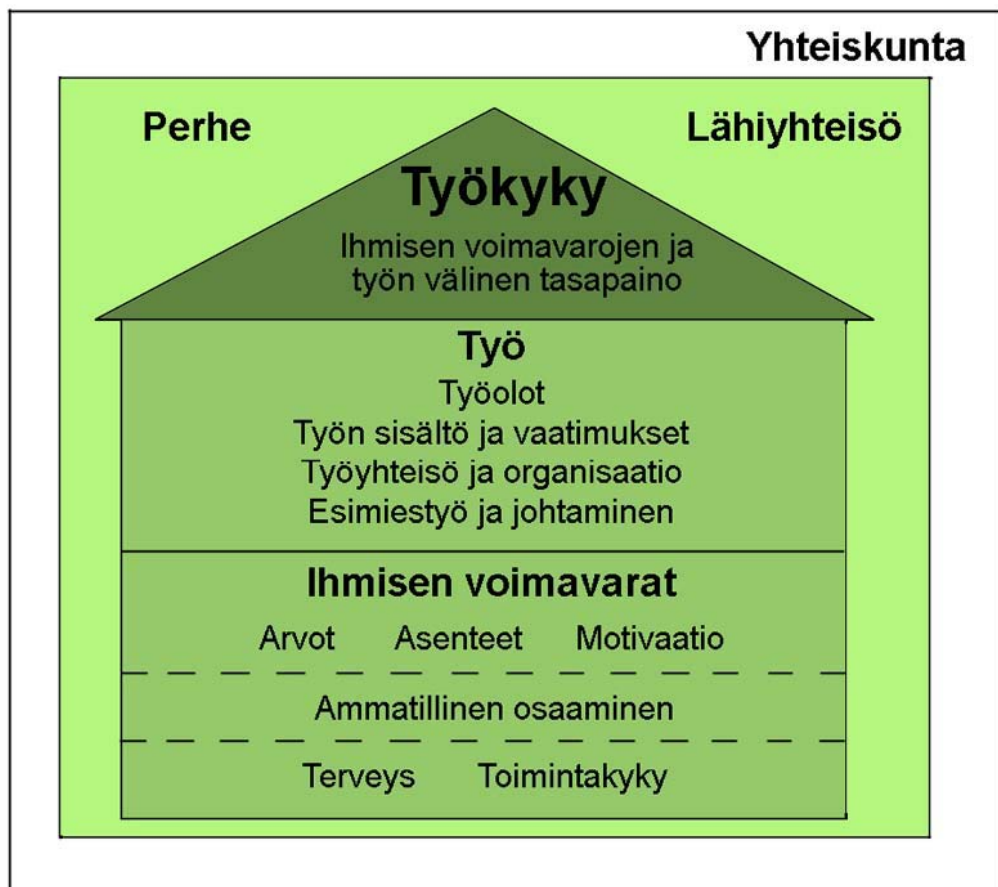 Yhteiskunta
Perhe Lähiyhteisö
Työkyky
Ihmisen voimavarojen ja
työn välinen tasapaino
Työ
Työolot
Työn sisältö ja vaatimukset
Työyhteisö ja organisaatio
Esimiestyö ja johtaminen
Ihmisen voimavarat
Arvot Asenteet Motivaatio
Ammatillinen osaaminen
Terveys Toimintakyky